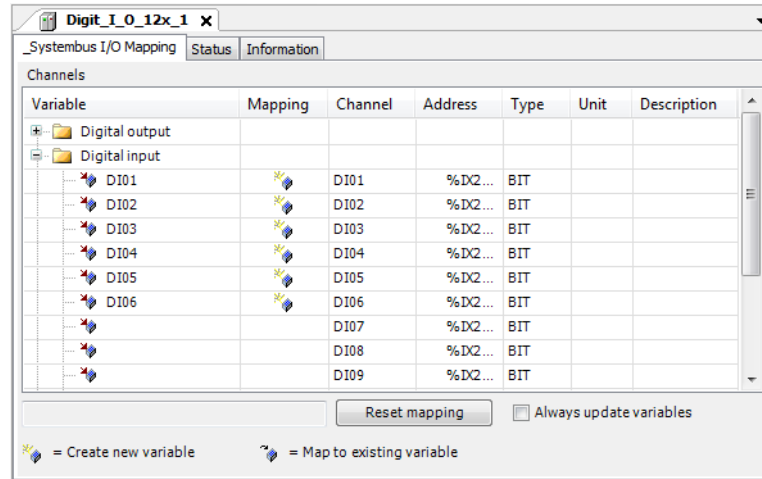 Digit_I_O_12x_1 X
_Systembus I/O Mapping Status Information
Channels
Variable Mapping Channel Address Type Unit Description
Digital output
Digital input
DI01 DI01 %IX2... BIT
DI02 DI02 %IX2... BIT
DI03 DI03 %IX2... BIT
DI04 DI04 %IX2... BIT
DI05 DI05 %IX2... BIT
DI06 DI06 %IX2... BIT
DI07 %IX2... BIT
DI08 %IX2... BIT
DI09 %IX2... BIT
Reset mapping Always update variables
= Create new variable = Map to existing variable